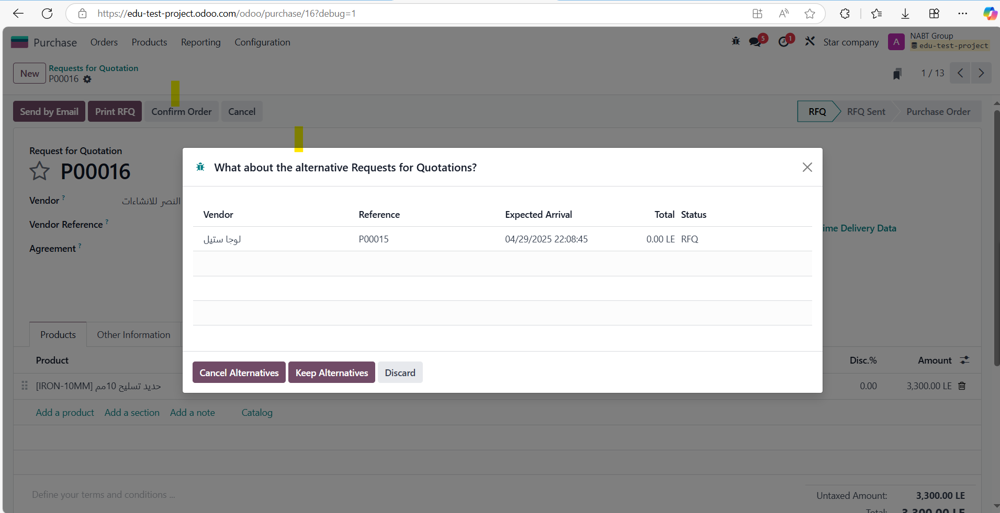 https://edu-test-project.odoo.com/odoo/purchase/16?debug=1
Purchase Orders Products Reporting Configuration 5 1 Star company A NABT Group
edu-test-project
New Requests for Quotation
P00016
1 / 13
Send by Email Print RFQ Confirm Order Cancel RFQ RFQ Sent Purchase Order
Request for Quotation
P00016
Vendor ? النصر للانشاءات
Vendor Reference ?
Agreement ?
ime Delivery Data
What about the alternative Requests for Quotations?
Vendor Reference Expected Arrival Total Status
لوجا ستيل P00015 04/29/2025 22:08:45 0.00 LE RFQ
Cancel Alternatives Keep Alternatives Discard
Products Other Information
Product Disc.% Amount
[IRON-10MM] حديد تسليح 10مم 0.00 3,300.00 LE
Add a product Add a section Add a note Catalog
Define your terms and conditions ...
Untaxed Amount: 3,300.00 LE
Total: 3,300.00 LE